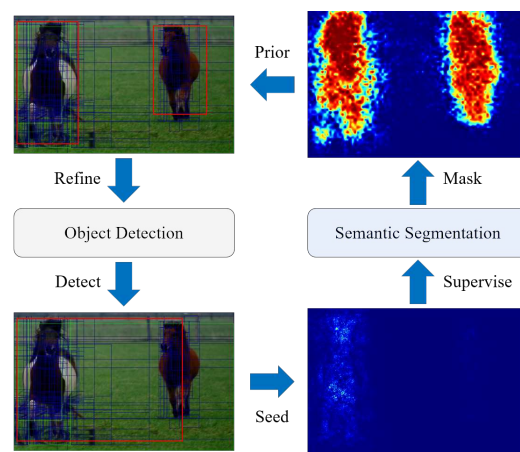 Prior
Refine
Mask
Object Detection
Semantic Segmentation
Detect
Supervise
Seed